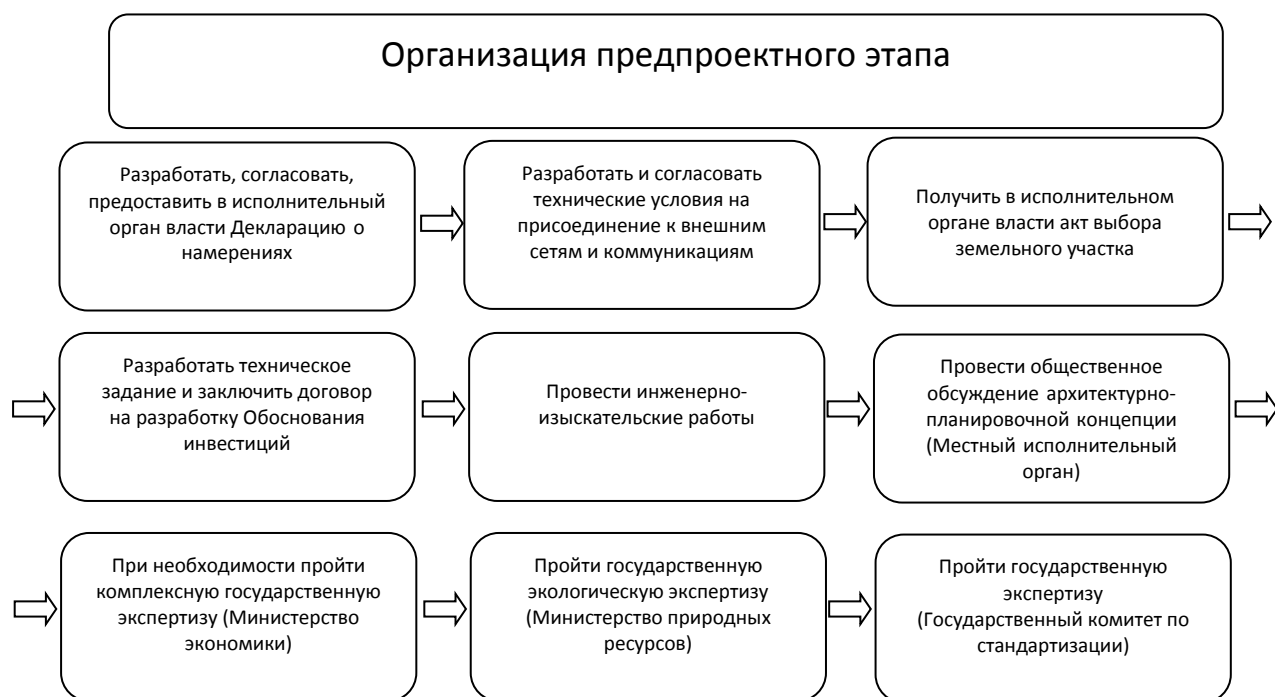 Организация предпроектного этапа
Разработать, согласовать,
предоставить в исполнительный
орган власти Декларацию о
намерениях
Разработать и согласовать
технические условия на
присоединение к внешним
сетям и коммуникациям
Получить в исполнительном
органе власти акт выбора
земельного участка
Разработать техническое
задание и заключить договор
на разработку Обоснования
инвестиций
Провести инженерно-
изыскательские работы
Провести общественное
обсуждение архитектурно-
планировочной концепции
(Местный исполнительный
орган)
При необходимости пройти
комплексную государственную
экспертизу (Министерство
экономики)
Пройти государственную
экологическую экспертизу
(Министерство природных
ресурсов)
Пройти государственную
экспертизу
(Государственный комитет по
стандартизации)